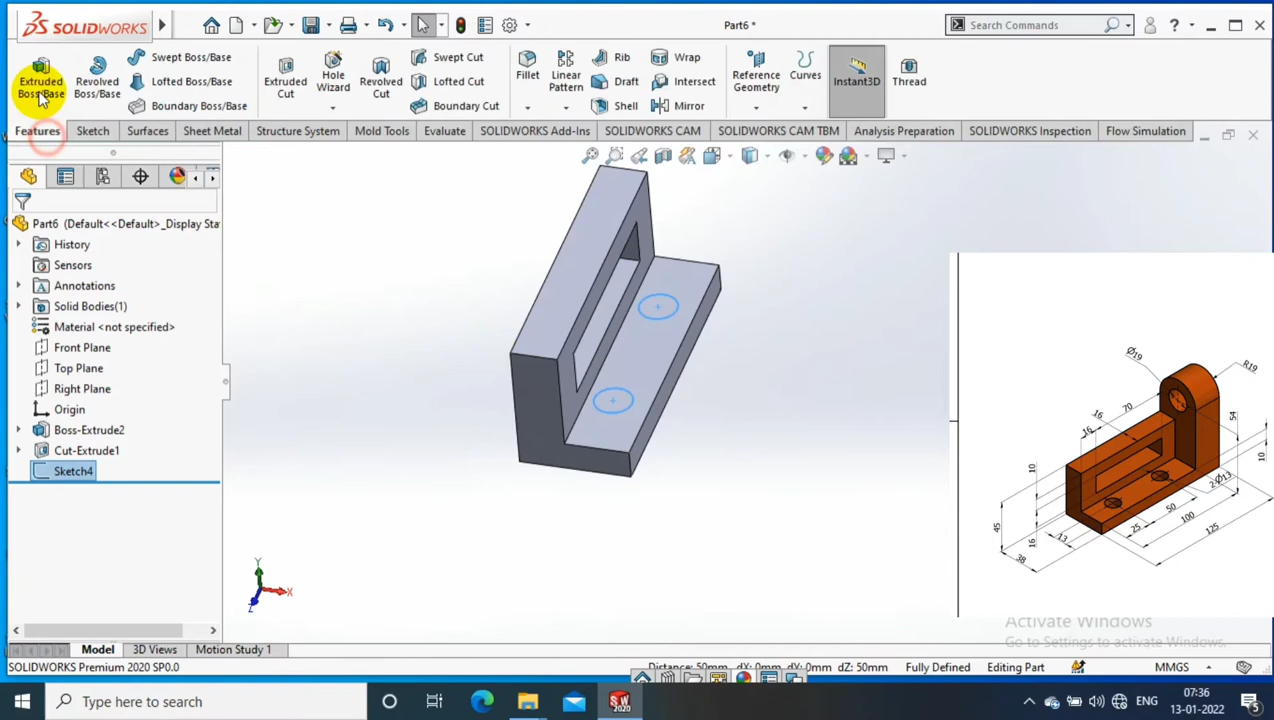 SOLIDWORKS
Part6 *
Search Commands
Extruded Boss/Base
Revolved Boss/Base
Swept Boss/Base
Lofted Boss/Base
Boundary Boss/Base
Extruded Cut
Hole Wizard
Revolved Cut
Swept Cut
Lofted Cut
Boundary Cut
Fillet
Linear Pattern
Rib
Draft
Shell
Wrap
Intersect
Mirror
Reference Geometry
Curves
Instant3D
Thread
Features
Sketch
Surfaces
Sheet Metal
Structure System
Mold Tools
Evaluate
SOLIDWORKS Add-Ins
SOLIDWORKS CAM
SOLIDWORKS CAM TBM
Analysis Preparation
SOLIDWORKS Inspection
Flow Simulation
Part6 (Default<<Default>_Display Sta
History
Sensors
Annotations
Solid Bodies(1)
Material <not specified>
Front Plane
Top Plane
Right Plane
Origin
Boss-Extrude2
Cut-Extrude1
Sketch4
Y
X
Z
Ø19
R19
70
16
16
54
10
10
2-Ø13
50
100
25
125
45
16
13
38
Activate Windows
Go to Settings to activate Windows.
Model
3D Views
Motion Study 1
SOLIDWORKS Premium 2020 SP0.0
Distance: 50mm dX: 0mm dY: 0mm dZ: 50mm
Fully Defined
Editing Part
MMGS
Type here to search
SW
2020
ENG
07:36
13-01-2022
5